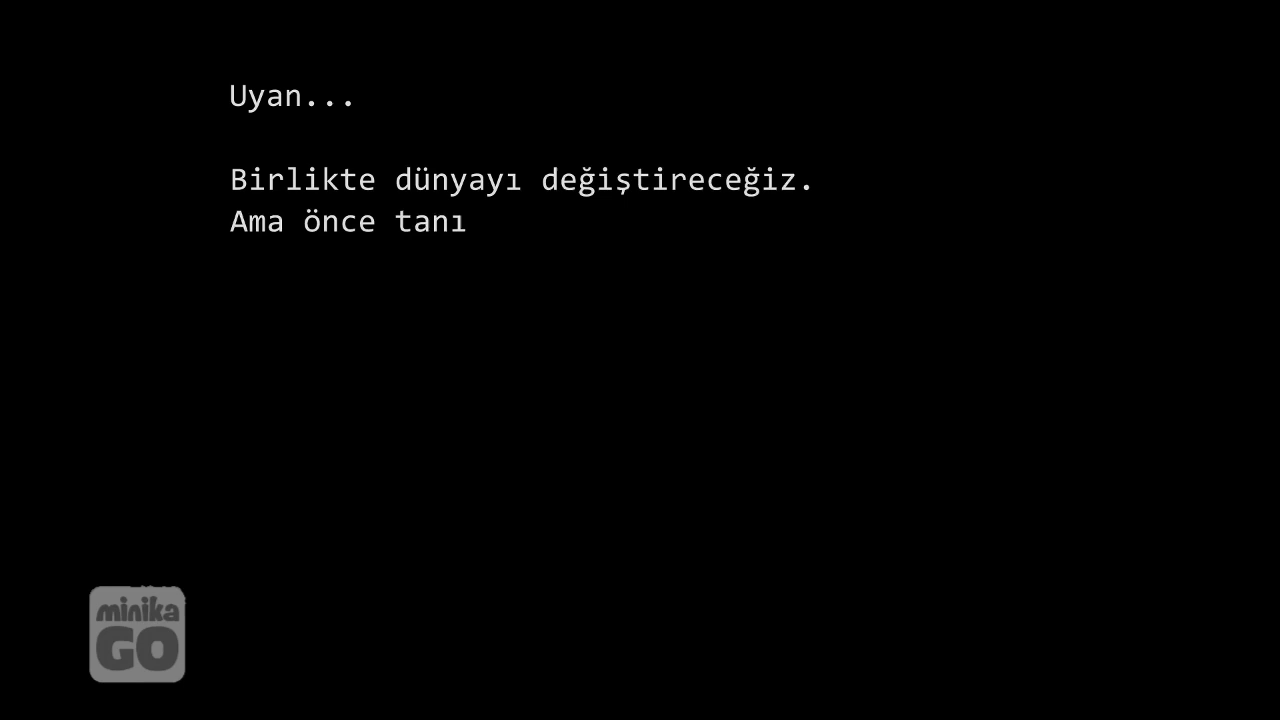 Uyan...
Birlikte dünyayı değiştireceğiz.
Ama önce tanı
minika
GO